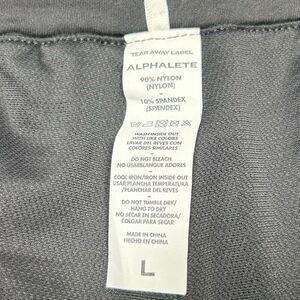 TEAR AWAY LABEL
ALPHALETE
90% NYLON
(NYLON)
-
10% SPANDEX
(SPANDEX)
WASH INSIDE OUT
WITH LIKE COLORS
LAVAR DEL REVES CON
COLORES SIMILARES
-
DO NOT BLEACH
NO USARBLANQUE ADORES
-
COOL IRON/IRON INSIDE OUT
USAR PLANCHA TEMPERATURA
/PLANCHAR DEL REVES
-
DO NOT TUMBLE DRY/
HANG TO DRY
NO SECAR EN SECADORA/
COLGAR PARA SECAR
-
MADE IN CHINA
HECHO EN CHINA
L